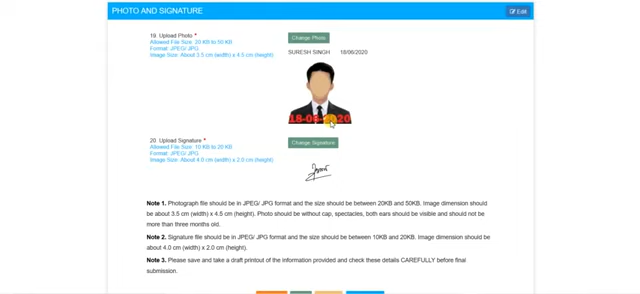 PHOTO AND SIGNATURE
Edit
19. Upload Photo *
Allowed File Size: 20 KB to 50 KB
Format: JPEG/ JPG
Image Size: About 3.5 cm (width) x 4.5 cm (height)
Change Photo
SURESH SINGH 18/06/2020
18-06-2020
20. Upload Signature *
Allowed File Size: 10 KB to 20 KB
Format: JPEG/ JPG
Image Size: About 4.0 cm (width) x 2.0 cm (height)
Change Signature
Note 1. Photograph file should be in JPEG/ JPG format and the size should be between 20KB and 50KB. Image dimension should
be about 3.5 cm (width) x 4.5 cm (height). Photo should be without cap, spectacles, both ears should be visible and should not be
more than three months old.
Note 2. Signature file should be in JPEG/ JPG format and the size should be between 10KB and 20KB. Image dimension should be
about 4.0 cm (width) x 2.0 cm (height).
Note 3. Please save and take a draft printout of the information provided and check these details CAREFULLY before final
submission.